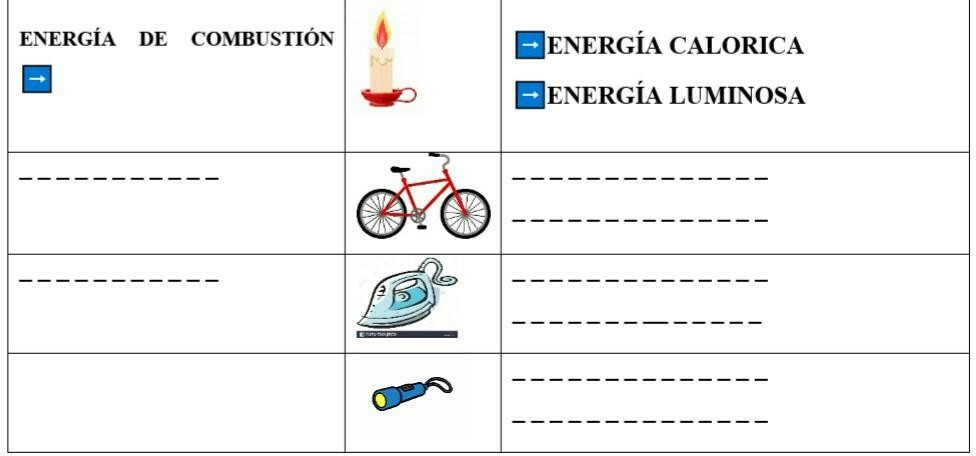 ENERGÍA DE COMBUSTIÓN
→
→ ENERGÍA CALORICA
→ ENERGÍA LUMINOSA